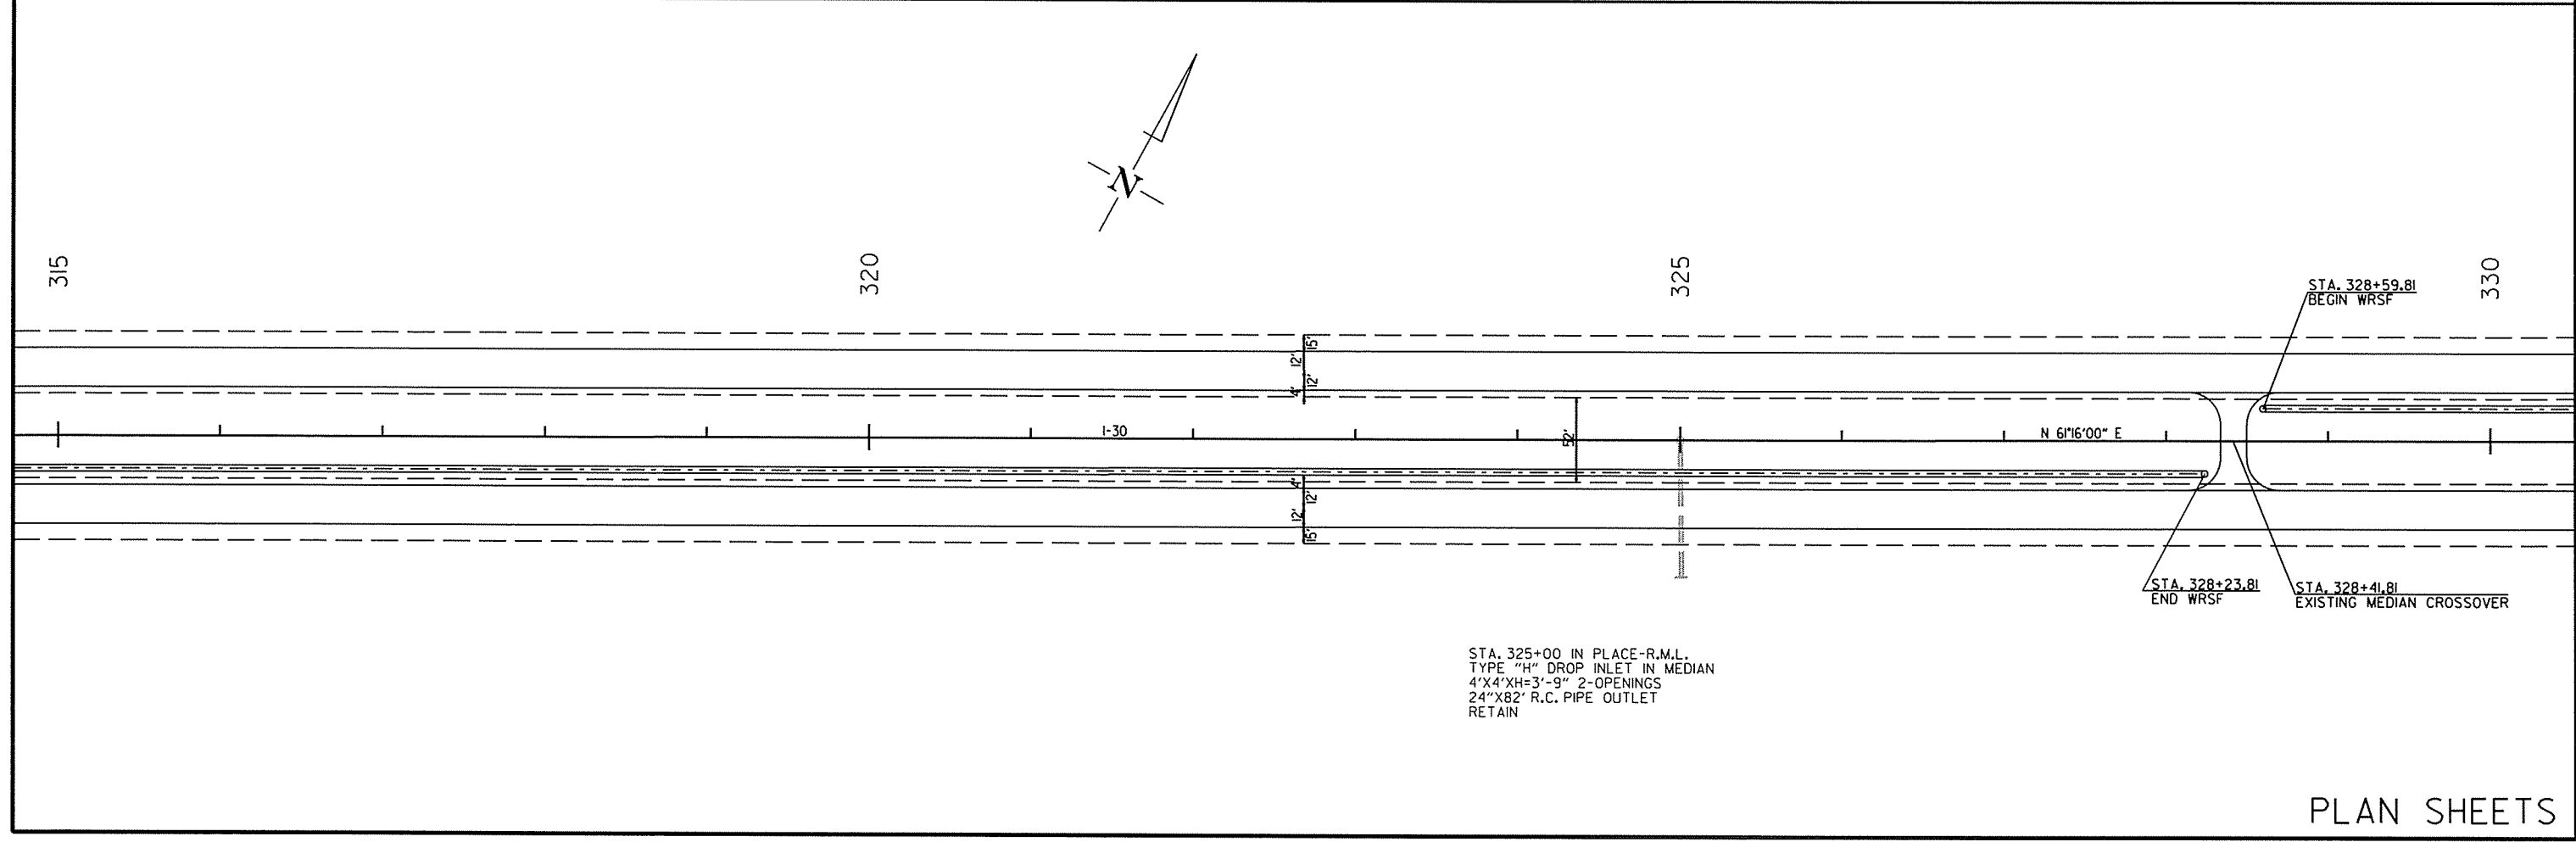 N
315
320
325
330
STA. 328+59.81
BEGIN WRSF
15'
12'
12'
4'
I-30
52'
N 61°16'00" E
4'
12'
12'
15'
STA. 328+23.81
END WRSF
STA. 328+41.81
EXISTING MEDIAN CROSSOVER
STA. 325+00 IN PLACE-R.M.L.
TYPE "H" DROP INLET IN MEDIAN
4'X4'XH=3'-9" 2-OPENINGS
24"X82' R.C. PIPE OUTLET
RETAIN
PLAN SHEETS